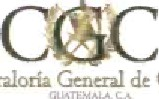 CGC
raloría General de C
GUATEMALA, C.A.